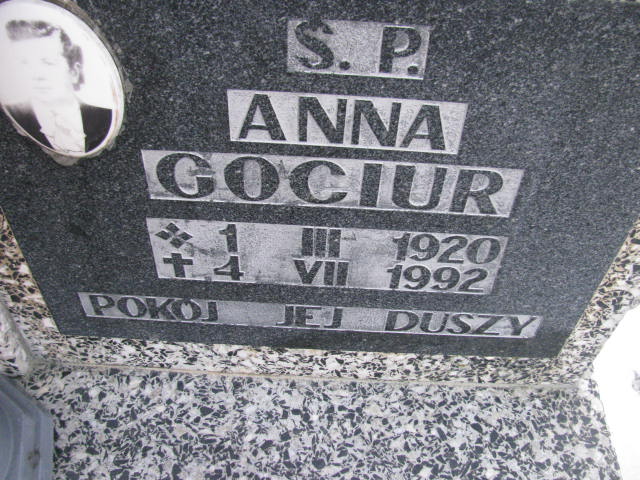 Ś. P.
ANNA
GOCIUR
1 III 1920
✝ 4 VII 1992
POKÓJ JEJ DUSZY